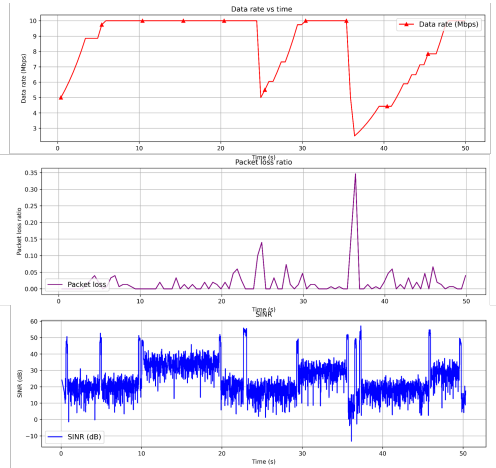 Data rate vs time
10
9
8
7
6
5
4
3
Data rate (Mbps)
Data rate (Mbps)
0 10 20 30 40 50
Time (s)
Packet loss ratio
0.35
0.30
0.25
0.20
0.15
0.10
0.05
0.00
Packet loss ratio
Packet loss
0 10 20 30 40 50
Time (s)
SINR
60
50
40
30
20
10
0
−10
SINR (dB)
SINR (dB)
0 10 20 30 40 50
Time (s)